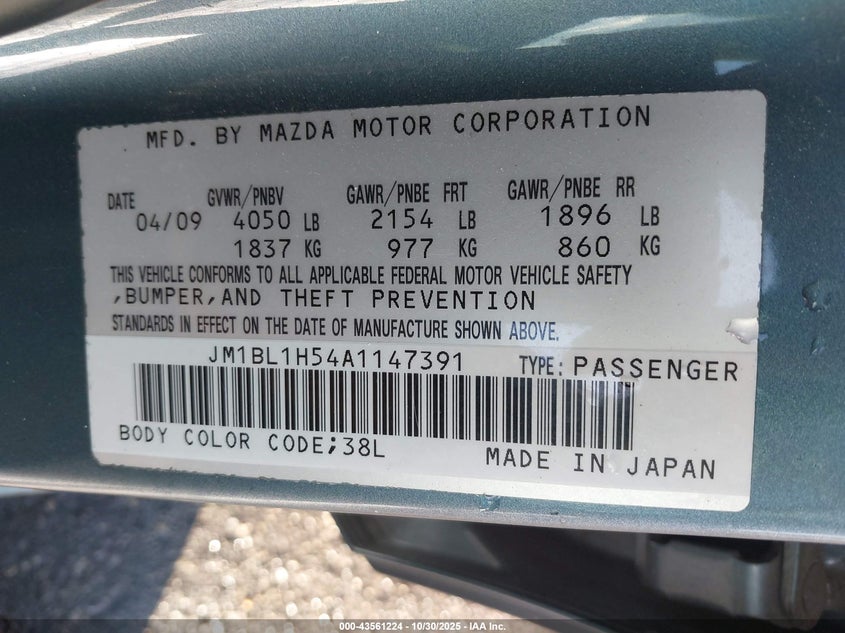 MFD. BY MAZDA MOTOR CORPORATION
DATE GVWR/PNBV GAWR/PNBE FRT GAWR/PNBE RR
04/09 4050 LB 2154 LB 1896 LB
1837 KG 977 KG 860 KG
THIS VEHICLE CONFORMS TO ALL APPLICABLE FEDERAL MOTOR VEHICLE SAFETY
,BUMPER,AND THEFT PREVENTION
STANDARDS IN EFFECT ON THE DATE OF MANUFACTURE SHOWN ABOVE.
JM1BL1H54A1147391 TYPE: PASSENGER
BODY COLOR CODE;38L
MADE IN JAPAN
000-43561224 - 10/30/2025 - IAA Inc.